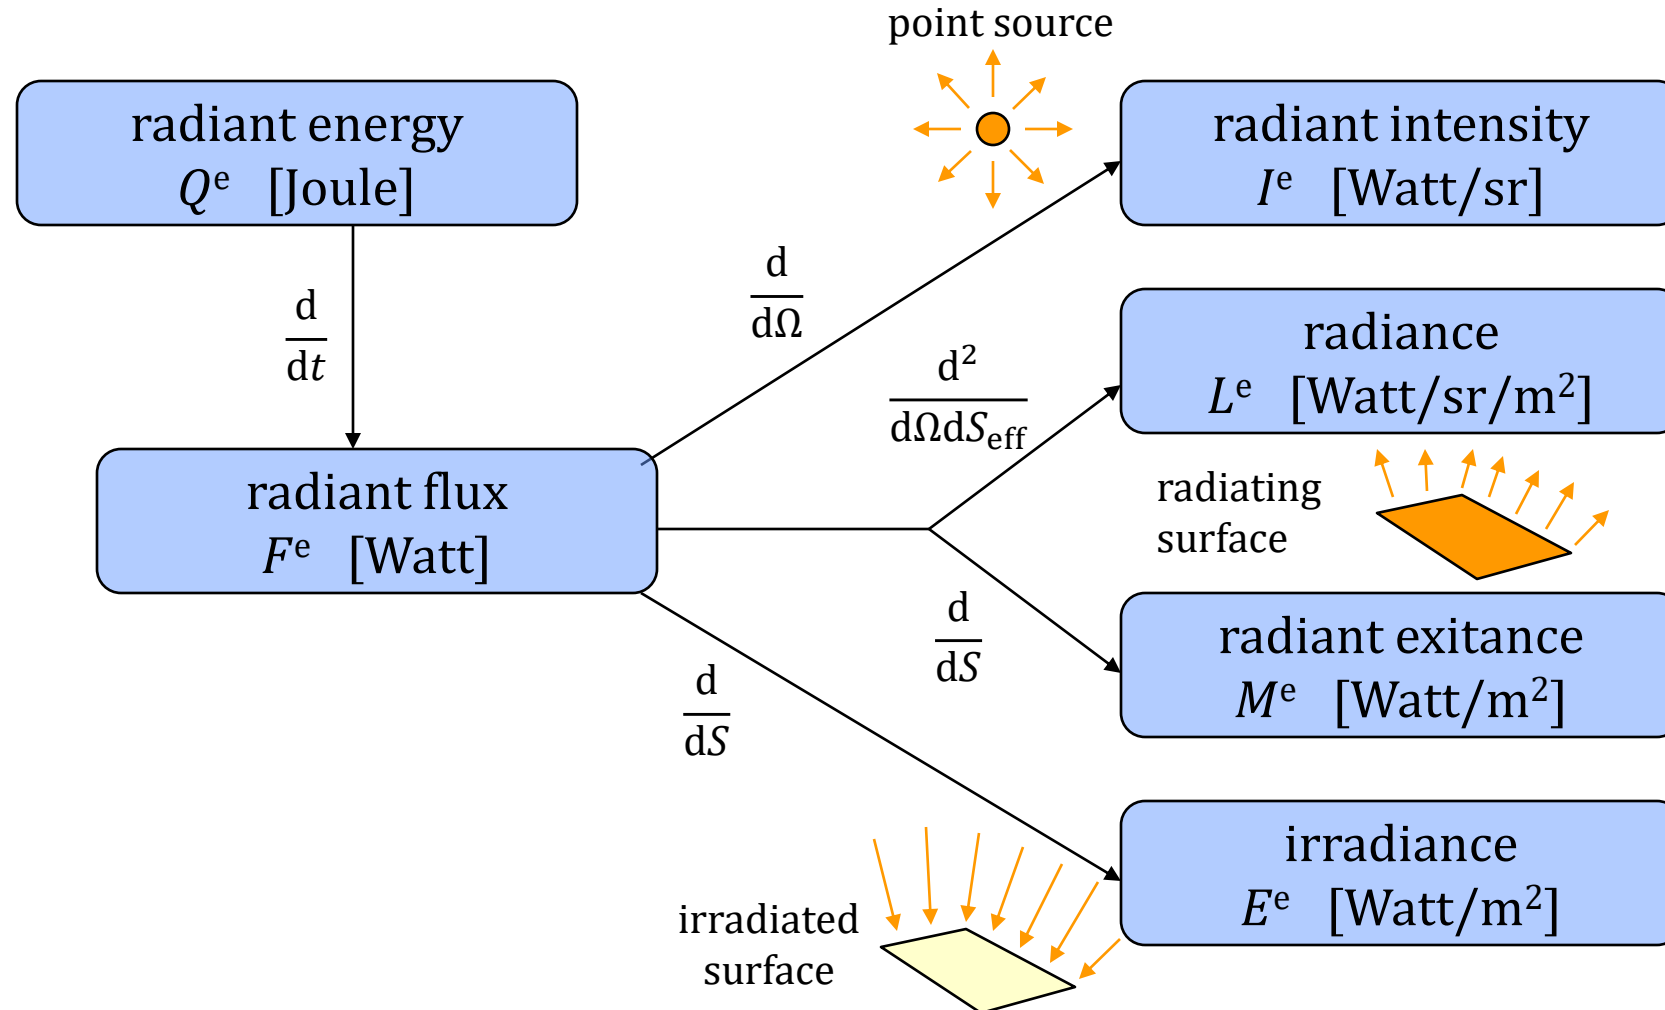 point source
radiant energy
Qᵉ [Joule]
radiant intensity
Iᵉ [Watt/sr]
d
dΩ
d
dt
radiance
Lᵉ [Watt/sr/m²]
d²
dΩdS_eff
radiant flux
Fᵉ [Watt]
radiating
surface
d
dS
radiant exitance
Mᵉ [Watt/m²]
d
dS
irradiance
Eᵉ [Watt/m²]
irradiated
surface